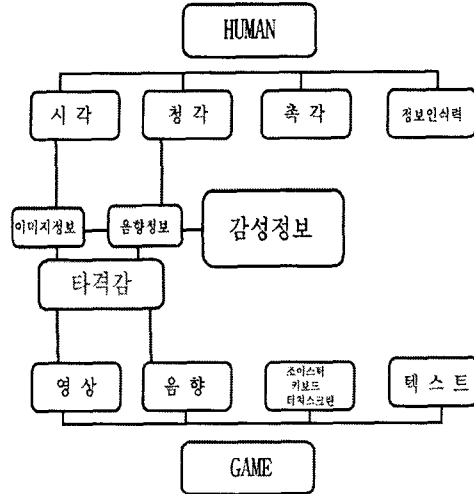 HUMAN
시 각
청 각
촉 각
정보인식력
이미지정보
음향정보
감성정보
타격감
영 상
음 향
조이스틱
키보드
터치스크린
텍 스 트
GAME